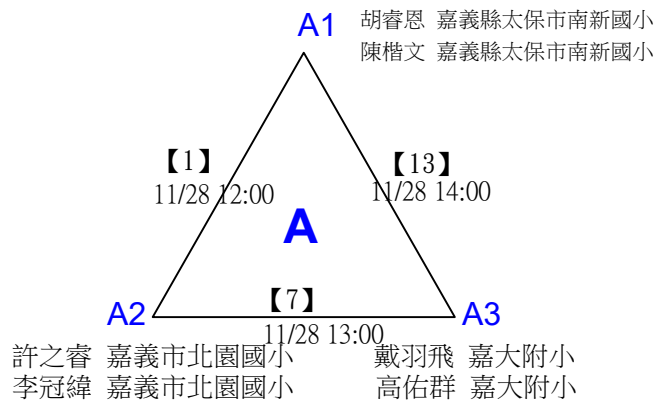 A1
胡睿恩 嘉義縣太保市南新國小
陳楷文 嘉義縣太保市南新國小
【1】
11/28 12:00
【13】
11/28 14:00
A
【7】
11/28 13:00
A2
A3
許之睿 嘉義市北園國小
李冠緯 嘉義市北園國小
戴羽飛 嘉大附小
高佑群 嘉大附小